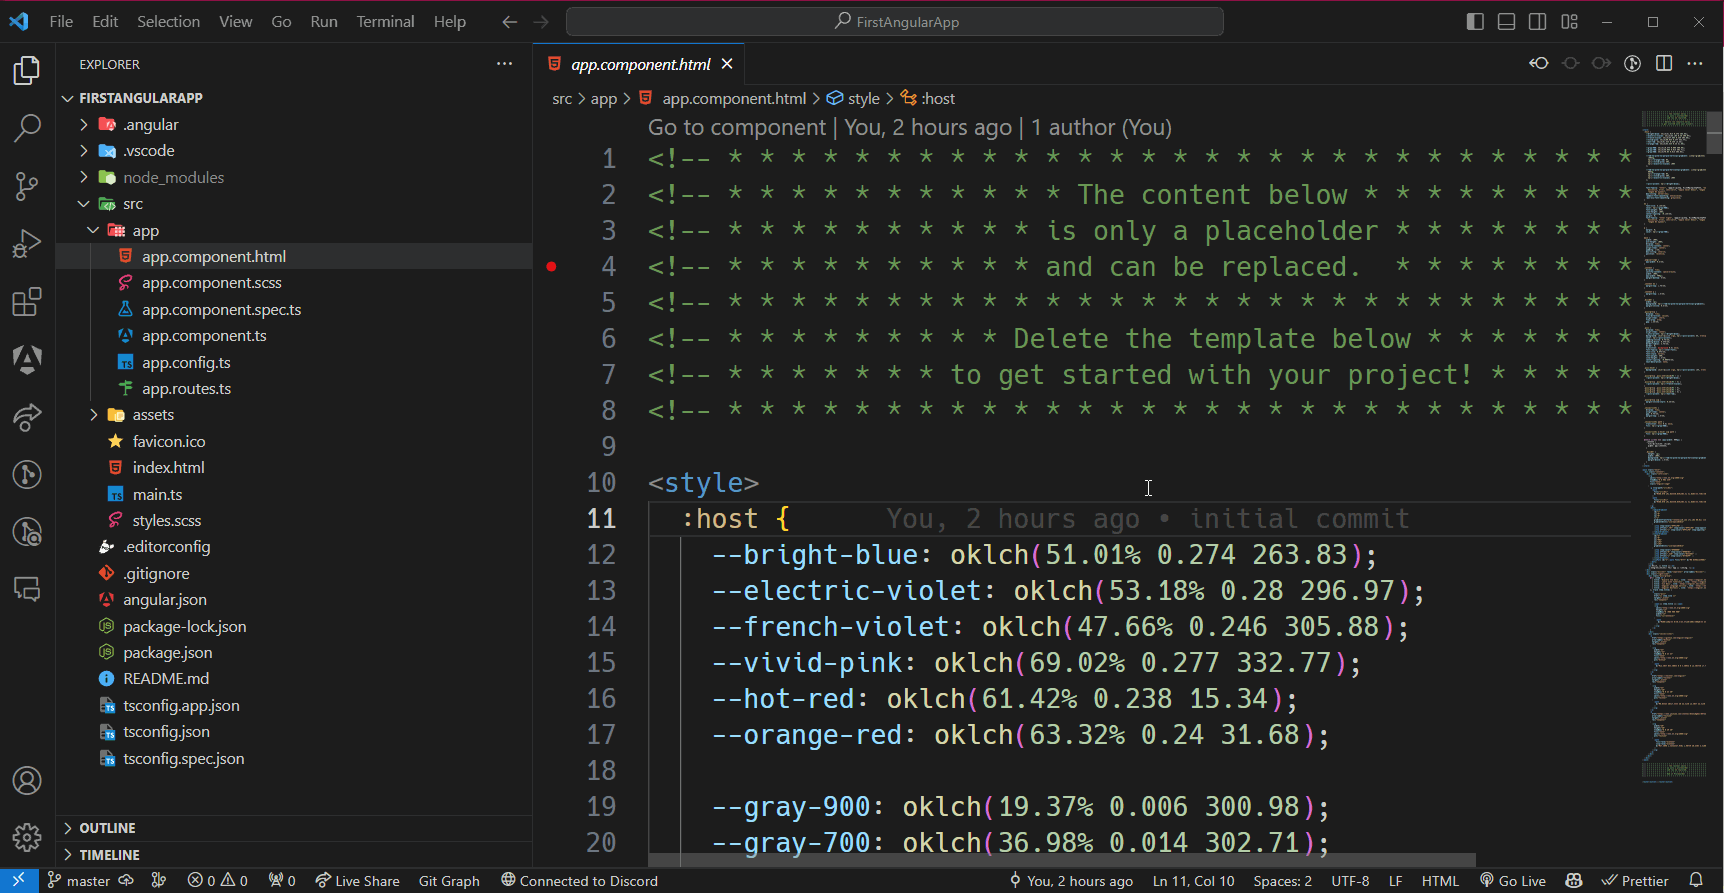 File Edit Selection View Go Run Terminal Help
FirstAngularApp
EXPLORER
FIRSTANGULARAPP
.angular
.vscode
node_modules
src
app
app.component.html
app.component.scss
app.component.spec.ts
app.component.ts
app.config.ts
app.routes.ts
assets
favicon.ico
index.html
main.ts
styles.scss
.editorconfig
.gitignore
angular.json
package-lock.json
package.json
README.md
tsconfig.app.json
tsconfig.json
tsconfig.spec.json
OUTLINE
TIMELINE
app.component.html
src > app > app.component.html > style > :host
Go to component | You, 2 hours ago | 1 author (You)
1 <!-- * * * * * * * * * * * * * * * * * * * * * * * * * * * * *
2 <!-- * * * * * * * * * * * The content below * * * * * * * * *
3 <!-- * * * * * * * * * * is only a placeholder * * * * * * * *
4 <!-- * * * * * * * * * * and can be replaced. * * * * * * * *
5 <!-- * * * * * * * * * * * * * * * * * * * * * * * * * * * * *
6 <!-- * * * * * * * * * Delete the template below * * * * * * *
7 <!-- * * * * * * * to get started with your project! * * * * *
8 <!-- * * * * * * * * * * * * * * * * * * * * * * * * * * * * *
9
10 <style>
11 :host { You, 2 hours ago • initial commit
12 --bright-blue: oklch(51.01% 0.274 263.83);
13 --electric-violet: oklch(53.18% 0.28 296.97);
14 --french-violet: oklch(47.66% 0.246 305.88);
15 --vivid-pink: oklch(69.02% 0.277 332.77);
16 --hot-red: oklch(61.42% 0.238 15.34);
17 --orange-red: oklch(63.32% 0.24 31.68);
18
19 --gray-900: oklch(19.37% 0.006 300.98);
20 --gray-700: oklch(36.98% 0.014 302.71);
master 0 0 0 Live Share Git Graph Connected to Discord You, 2 hours ago Ln 11, Col 10 Spaces: 2 UTF-8 LF HTML Go Live Prettier